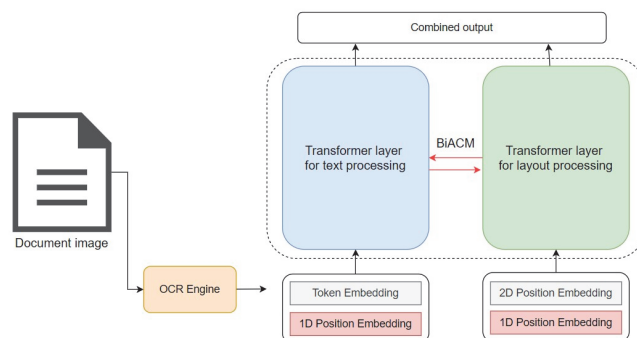 Combined output
Transformer layer
for text processing
BiACM
Transformer layer
for layout processing
Document image
OCR Engine
Token Embedding
1D Position Embedding
2D Position Embedding
1D Position Embedding